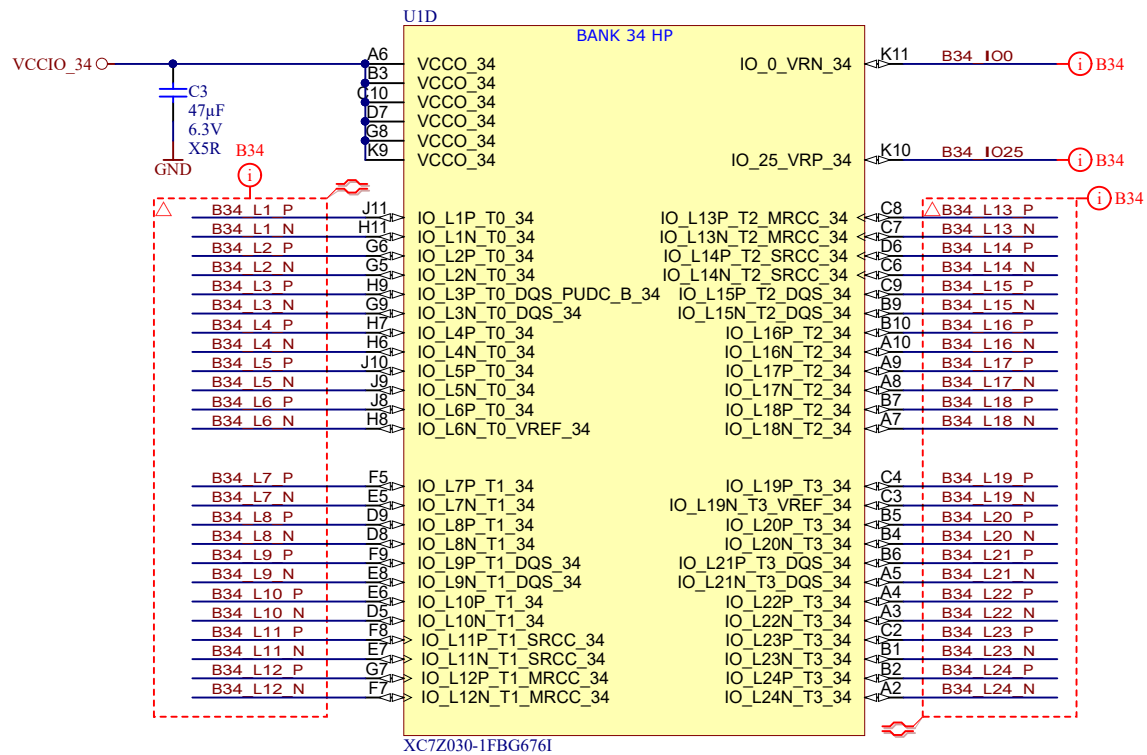 U1D
BANK 34 HP
VCCIO_34
A6 VCCO_34
B3 VCCO_34
C10 VCCO_34
D7 VCCO_34
G8 VCCO_34
K9 VCCO_34
C3
47µF
6.3V
X5R
GND
IO_0_VRN_34 K11 B34_IO0 i B34
IO_25_VRP_34 K10 B34_IO25 i B34
B34
i
i B34
B34_L1_P J11 IO_L1P_T0_34
B34_L1_N H11 IO_L1N_T0_34
B34_L2_P G6 IO_L2P_T0_34
B34_L2_N G5 IO_L2N_T0_34
B34_L3_P H9 IO_L3P_T0_DQS_PUDC_B_34
B34_L3_N G9 IO_L3N_T0_DQS_34
B34_L4_P H7 IO_L4P_T0_34
B34_L4_N H6 IO_L4N_T0_34
B34_L5_P J10 IO_L5P_T0_34
B34_L5_N J9 IO_L5N_T0_34
B34_L6_P J8 IO_L6P_T0_34
B34_L6_N H8 IO_L6N_T0_VREF_34
B34_L7_P F5 IO_L7P_T1_34
B34_L7_N E5 IO_L7N_T1_34
B34_L8_P D9 IO_L8P_T1_34
B34_L8_N D8 IO_L8N_T1_34
B34_L9_P F9 IO_L9P_T1_DQS_34
B34_L9_N E8 IO_L9N_T1_DQS_34
B34_L10_P E6 IO_L10P_T1_34
B34_L10_N D5 IO_L10N_T1_34
B34_L11_P F8 IO_L11P_T1_SRCC_34
B34_L11_N E7 IO_L11N_T1_SRCC_34
B34_L12_P G7 IO_L12P_T1_MRCC_34
B34_L12_N F7 IO_L12N_T1_MRCC_34
IO_L13P_T2_MRCC_34 C8 B34_L13_P
IO_L13N_T2_MRCC_34 C7 B34_L13_N
IO_L14P_T2_SRCC_34 D6 B34_L14_P
IO_L14N_T2_SRCC_34 C6 B34_L14_N
IO_L15P_T2_DQS_34 C9 B34_L15_P
IO_L15N_T2_DQS_34 B9 B34_L15_N
IO_L16P_T2_34 B10 B34_L16_P
IO_L16N_T2_34 A10 B34_L16_N
IO_L17P_T2_34 A9 B34_L17_P
IO_L17N_T2_34 A8 B34_L17_N
IO_L18P_T2_34 B7 B34_L18_P
IO_L18N_T2_34 A7 B34_L18_N
IO_L19P_T3_34 C4 B34_L19_P
IO_L19N_T3_VREF_34 C3 B34_L19_N
IO_L20P_T3_34 B5 B34_L20_P
IO_L20N_T3_34 B4 B34_L20_N
IO_L21P_T3_DQS_34 B6 B34_L21_P
IO_L21N_T3_DQS_34 A5 B34_L21_N
IO_L22P_T3_34 A4 B34_L22_P
IO_L22N_T3_34 A3 B34_L22_N
IO_L23P_T3_34 C2 B34_L23_P
IO_L23N_T3_34 B1 B34_L23_N
IO_L24P_T3_34 B2 B34_L24_P
IO_L24N_T3_34 A2 B34_L24_N
XC7Z030-1FBG676I